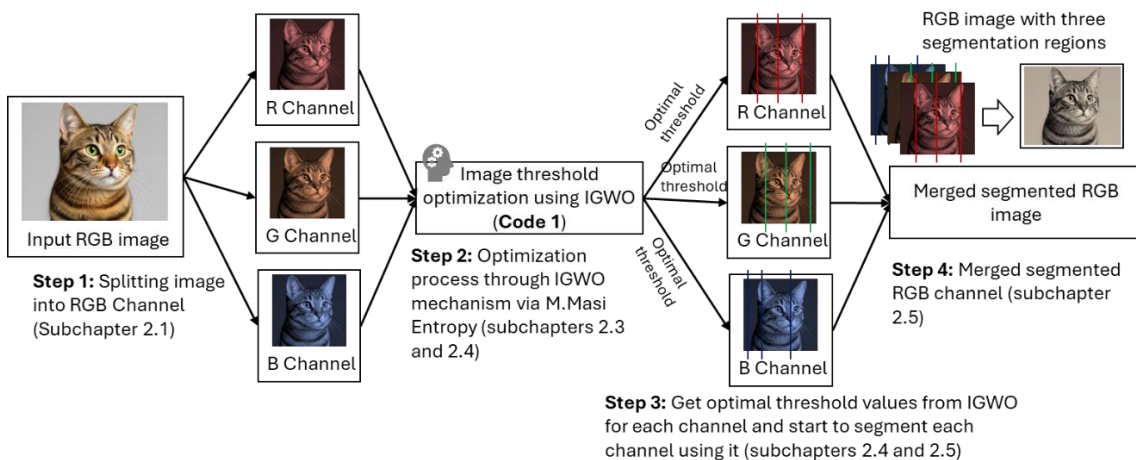 Input RGB image
Step 1: Splitting image
into RGB Channel
(Subchapter 2.1)
R Channel
G Channel
B Channel
Image threshold
optimization using IGWO
(Code 1)
Step 2: Optimization
process through IGWO
mechanism via M.Masi
Entropy (subchapters 2.3
and 2.4)
Optimal
threshold
Optimal
threshold
Optimal
threshold
R Channel
G Channel
B Channel
Step 3: Get optimal threshold values from IGWO
for each channel and start to segment each
channel using it (subchapters 2.4 and 2.5)
RGB image with three
segmentation regions
Merged segmented RGB
image
Step 4: Merged segmented
RGB channel (subchapter
2.5)